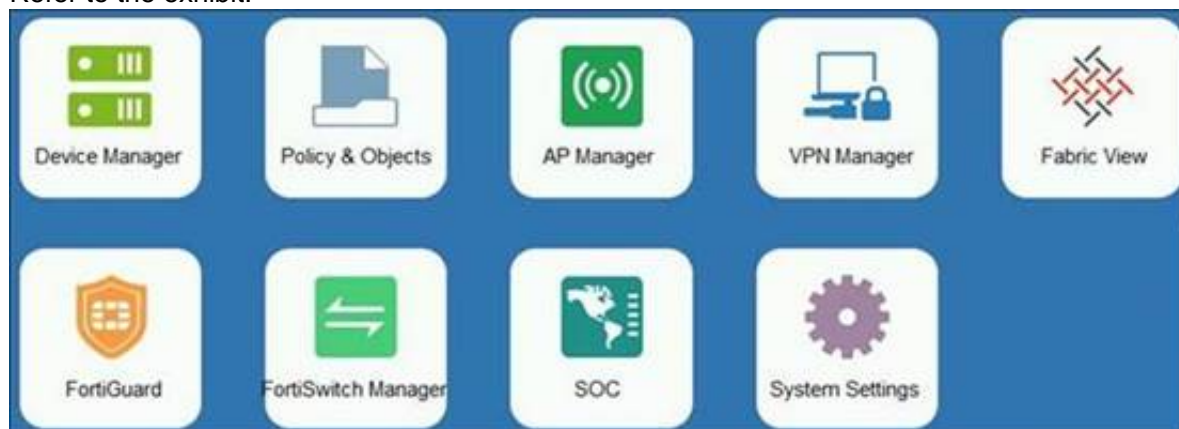 Refer to the exhibit.
Device Manager
Policy & Objects
AP Manager
VPN Manager
Fabric View
FortiGuard
FortiSwitch Manager
SOC
System Settings